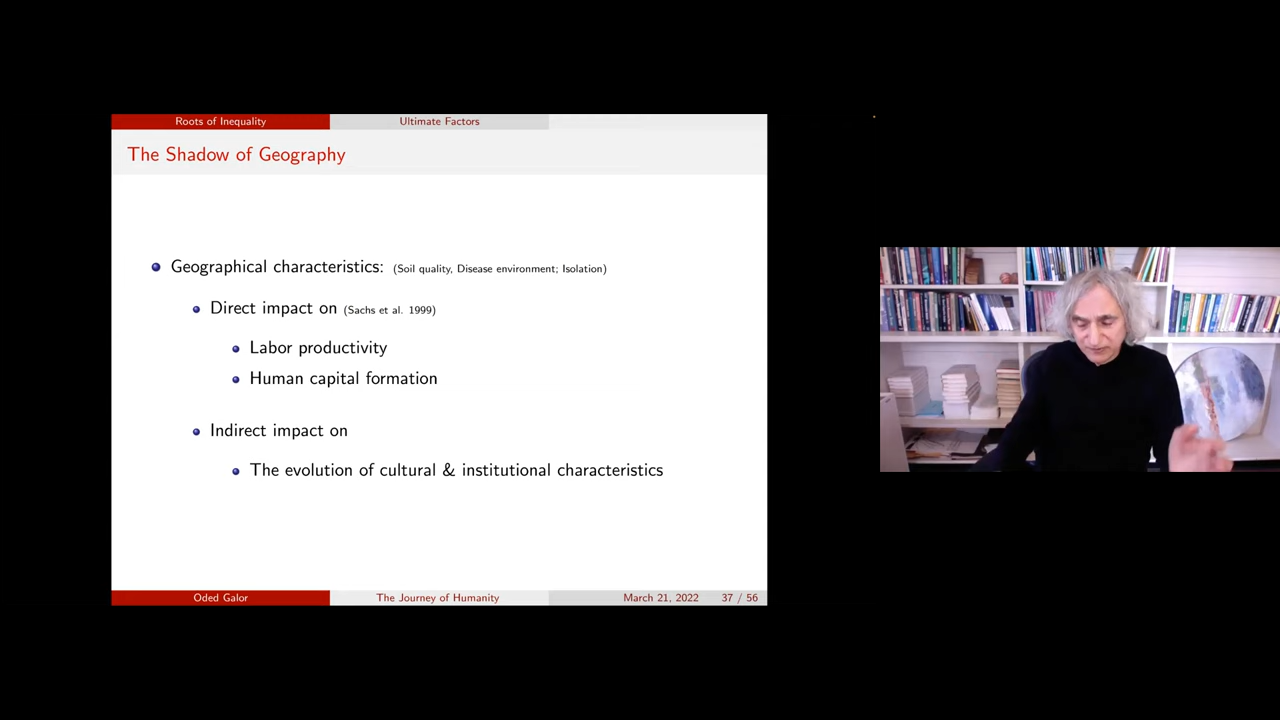 Roots of Inequality Ultimate Factors
The Shadow of Geography
Geographical characteristics: (Soil quality, Disease environment; Isolation)
Direct impact on (Sachs et al. 1999)
Labor productivity
Human capital formation
Indirect impact on
The evolution of cultural & institutional characteristics
Oded Galor The Journey of Humanity March 21, 2022 37 / 56